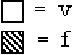 = v
= f